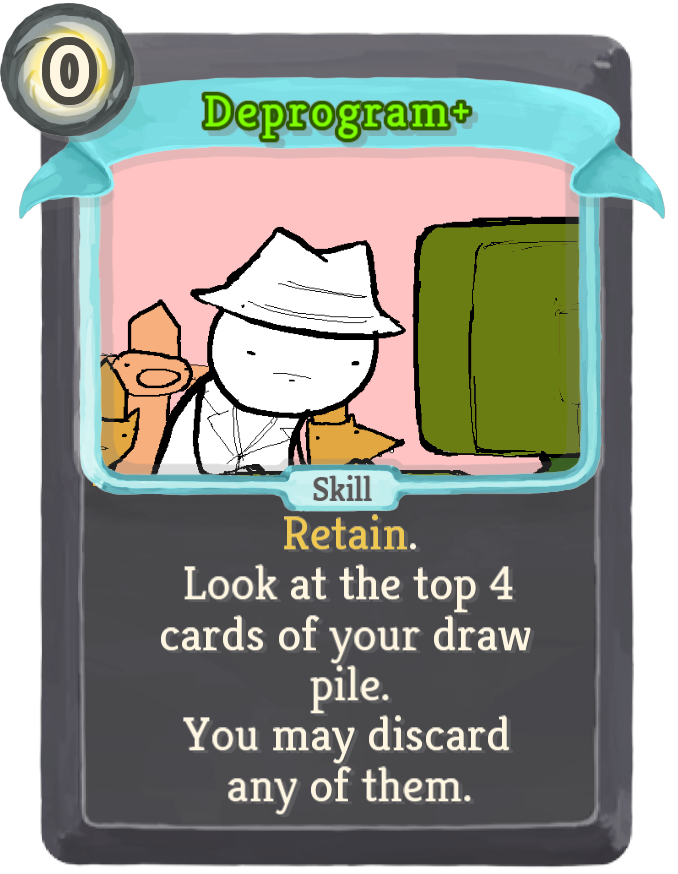 0
Deprogram+
Skill
Retain.
Look at the top 4
cards of your draw
pile.
You may discard
any of them.